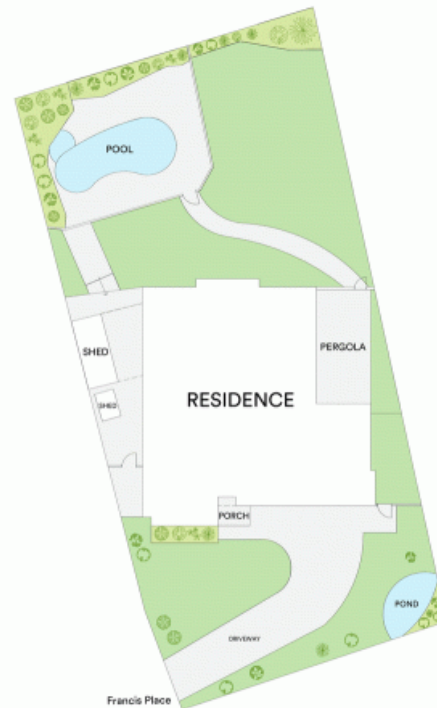 POOL
SHED
PERGOLA
RESIDENCE
SHED
PORCH
POND
DRIVEWAY
Francis Place